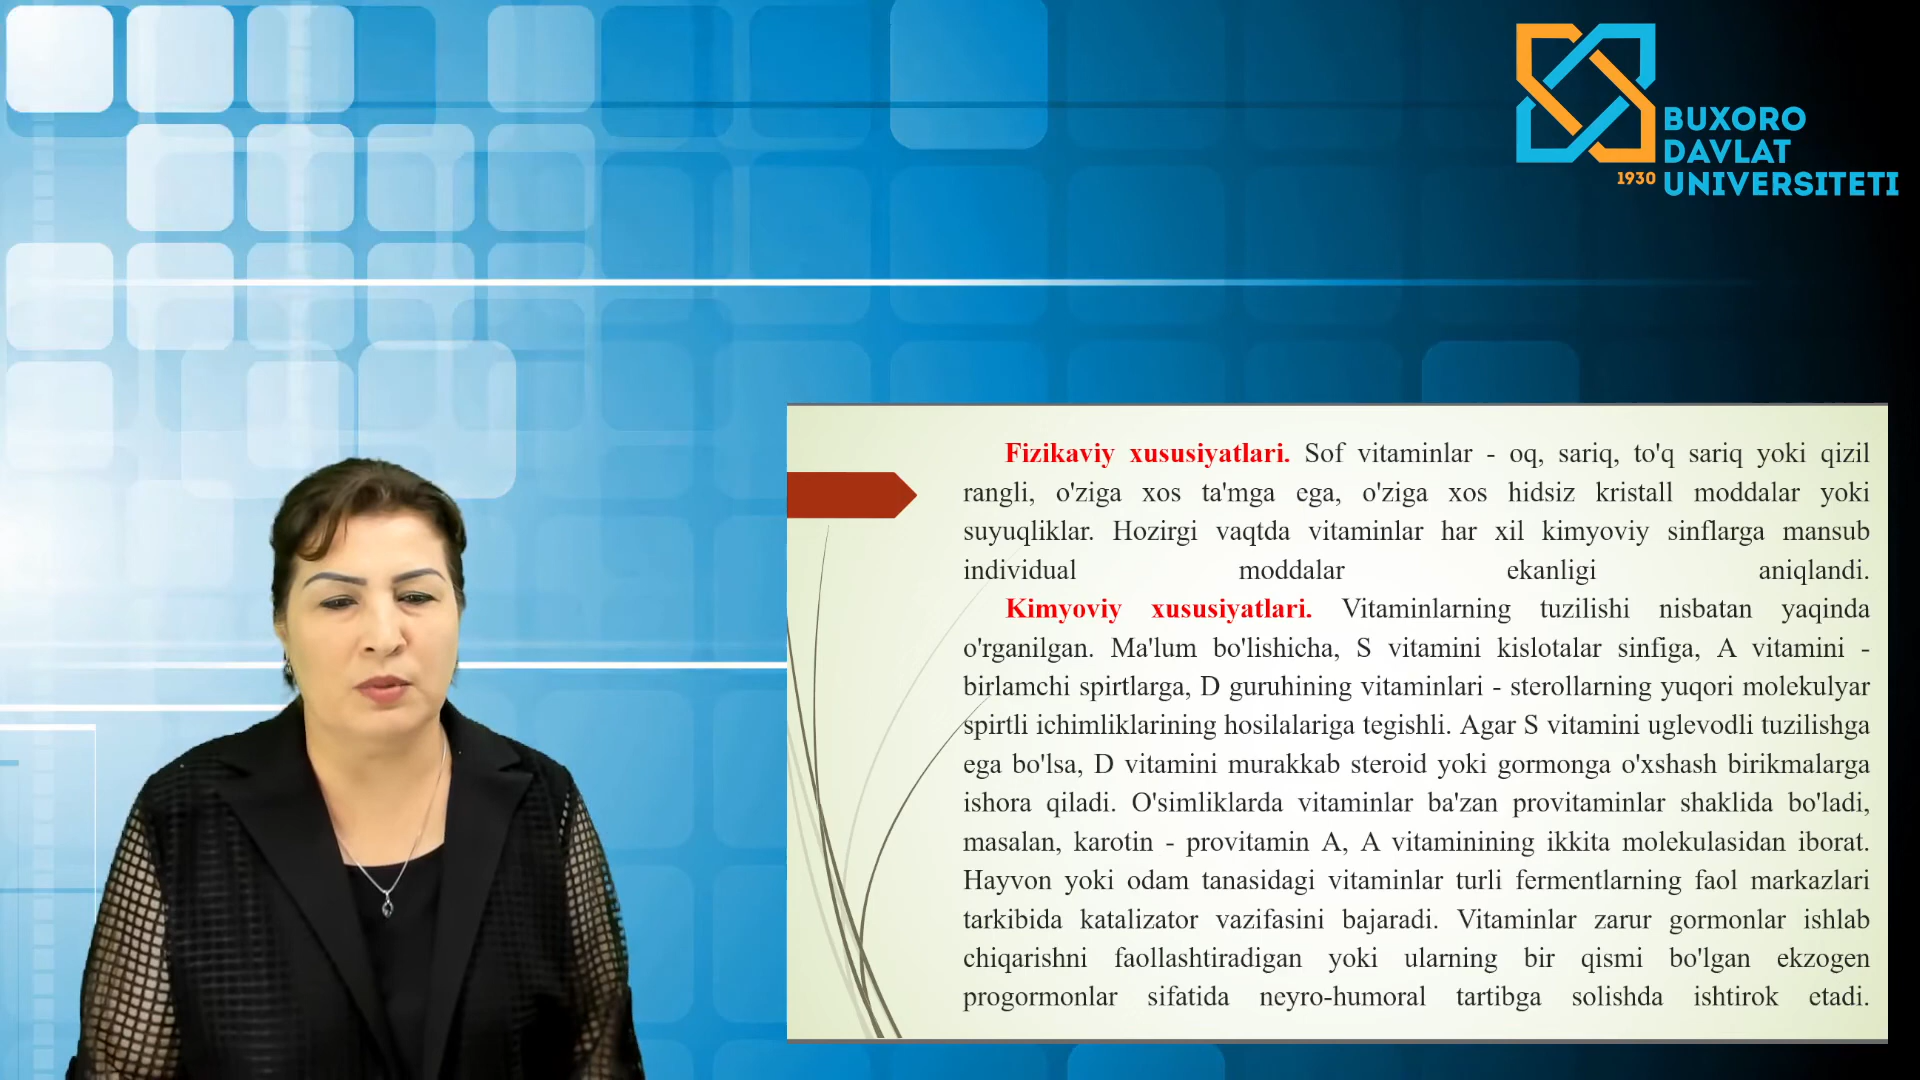 BUXORO
DAVLAT
1930 UNIVERSITETI
Fizikaviy xususiyatlari. Sof vitaminlar - oq, sariq, to'q sariq yoki qizil
rangli, o'ziga xos ta'mga ega, o'ziga xos hidsiz kristall moddalar yoki
suyuqliklar. Hozirgi vaqtda vitaminlar har xil kimyoviy sinflarga mansub
individual moddalar ekanligi aniqlandi.
Kimyoviy xususiyatlari. Vitaminlarning tuzilishi nisbatan yaqinda
o'rganilgan. Ma'lum bo'lishicha, S vitamini kislotalar sinfiga, A vitamini -
birlamchi spirtlarga, D guruhining vitaminlari - sterollarning yuqori molekulyar
spirtli ichimliklarining hosilalariga tegishli. Agar S vitamini uglevodli tuzilishga
ega bo'lsa, D vitamini murakkab steroid yoki gormonga o'xshash birikmalarga
ishora qiladi. O'simliklarda vitaminlar ba'zan provitaminlar shaklida bo'ladi,
masalan, karotin - provitamin A, A vitaminining ikkita molekulasidan iborat.
Hayvon yoki odam tanasidagi vitaminlar turli fermentlarning faol markazlari
tarkibida katalizator vazifasini bajaradi. Vitaminlar zarur gormonlar ishlab
chiqarishni faollashtiradigan yoki ularning bir qismi bo'lgan ekzogen
progormonlar sifatida neyro-humoral tartibga solishda ishtirok etadi.